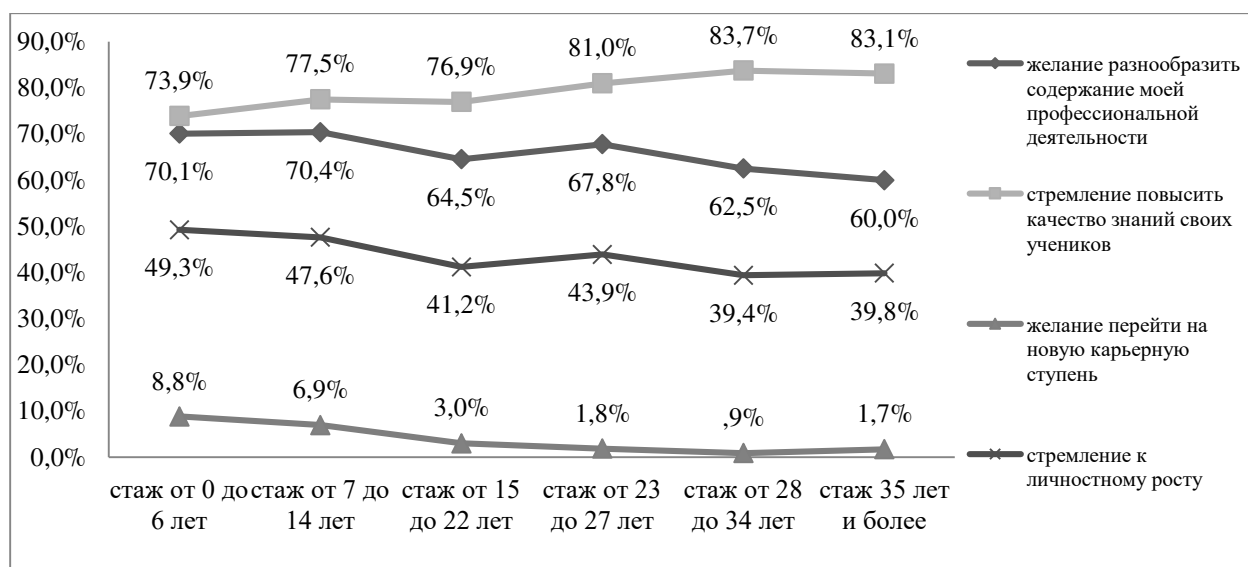 90,0%
80,0%
70,0%
60,0%
50,0%
40,0%
30,0%
20,0%
10,0%
0,0%
73,9%
77,5%
76,9%
81,0%
83,7%
83,1%
70,1%
70,4%
64,5%
67,8%
62,5%
60,0%
49,3%
47,6%
41,2%
43,9%
39,4%
39,8%
8,8%
6,9%
3,0%
1,8%
,9%
1,7%
стаж от 0 до
6 лет
стаж от 7 до
14 лет
стаж от 15
до 22 лет
стаж от 23
до 27 лет
стаж от 28
до 34 лет
стаж 35 лет
и более
желание разнообразить
содержание моей
профессиональной
деятельности
стремление повысить
качество знаний своих
учеников
желание перейти на
новую карьерную
ступень
стремление к
личностному росту